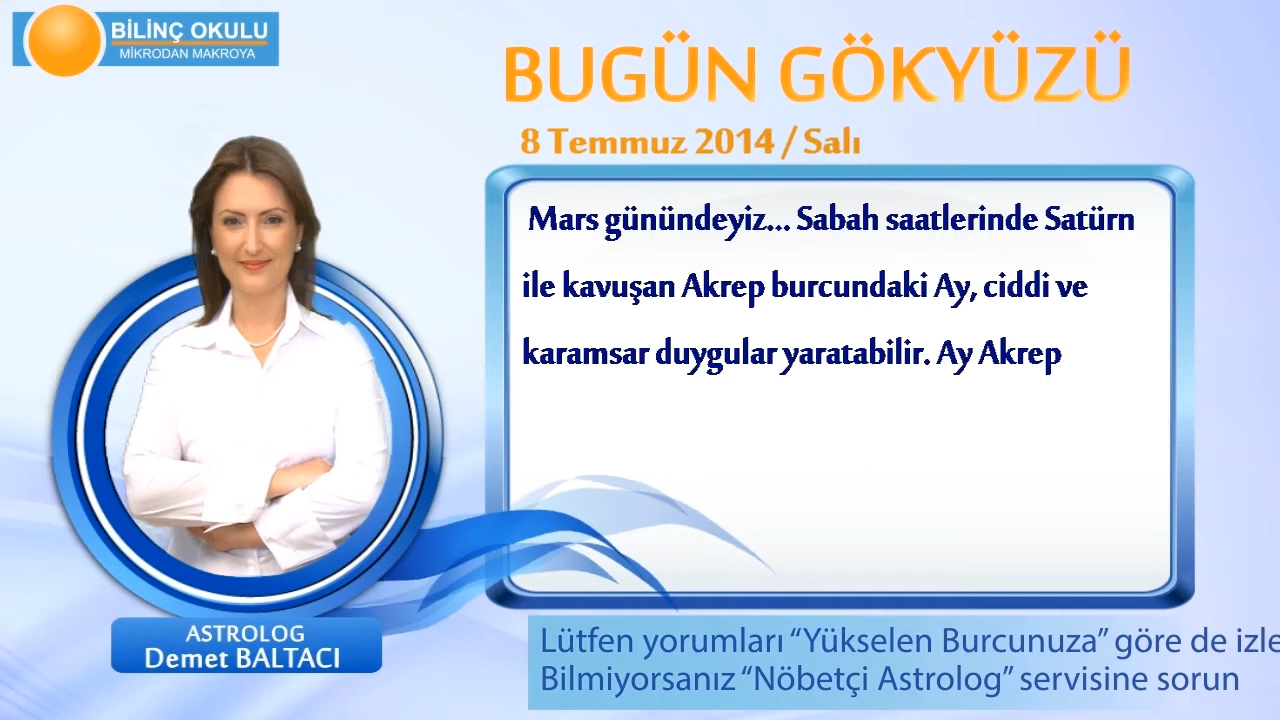 BİLİNÇ OKULU
MİKRODAN MAKROYA
BUGÜN GÖKYÜZÜ
8 Temmuz 2014 / Salı
Mars günündeyiz... Sabah saatlerinde Satürn
ile kavuşan Akrep burcundaki Ay, ciddi ve
karamsar duygular yaratabilir. Ay Akrep
ASTROLOG
Demet BALTACI
Lütfen yorumları “Yükselen Burcunuza” göre de izle
Bilmiyorsanız “Nöbetçi Astrolog” servisine sorun